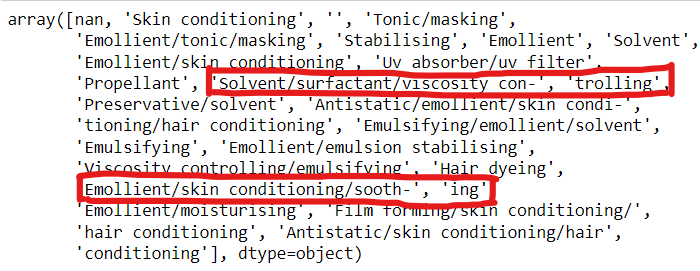 array([nan, 'Skin conditioning', '', 'Tonic/masking',
'Emollient/tonic/masking', 'Stabilising', 'Emollient', 'Solvent',
'Emollient/skin conditioning', 'Uv absorber/uv filter',
'Propellant', 'Solvent/surfactant/viscosity con-', 'trolling',
'Preservative/solvent', 'Antistatic/emollient/skin condi-',
'tioning/hair conditioning', 'Emulsifying/emollient/solvent',
'Emulsifying', 'Emollient/emulsion stabilising',
'Viscosity controlling/emulsifying', 'Hair dyeing',
'Emollient/skin conditioning/sooth-', 'ing'
'Emollient/moisturising', 'Film forming/skin conditioning/',
'hair conditioning', 'Antistatic/skin conditioning/hair',
'conditioning'], dtype=object)